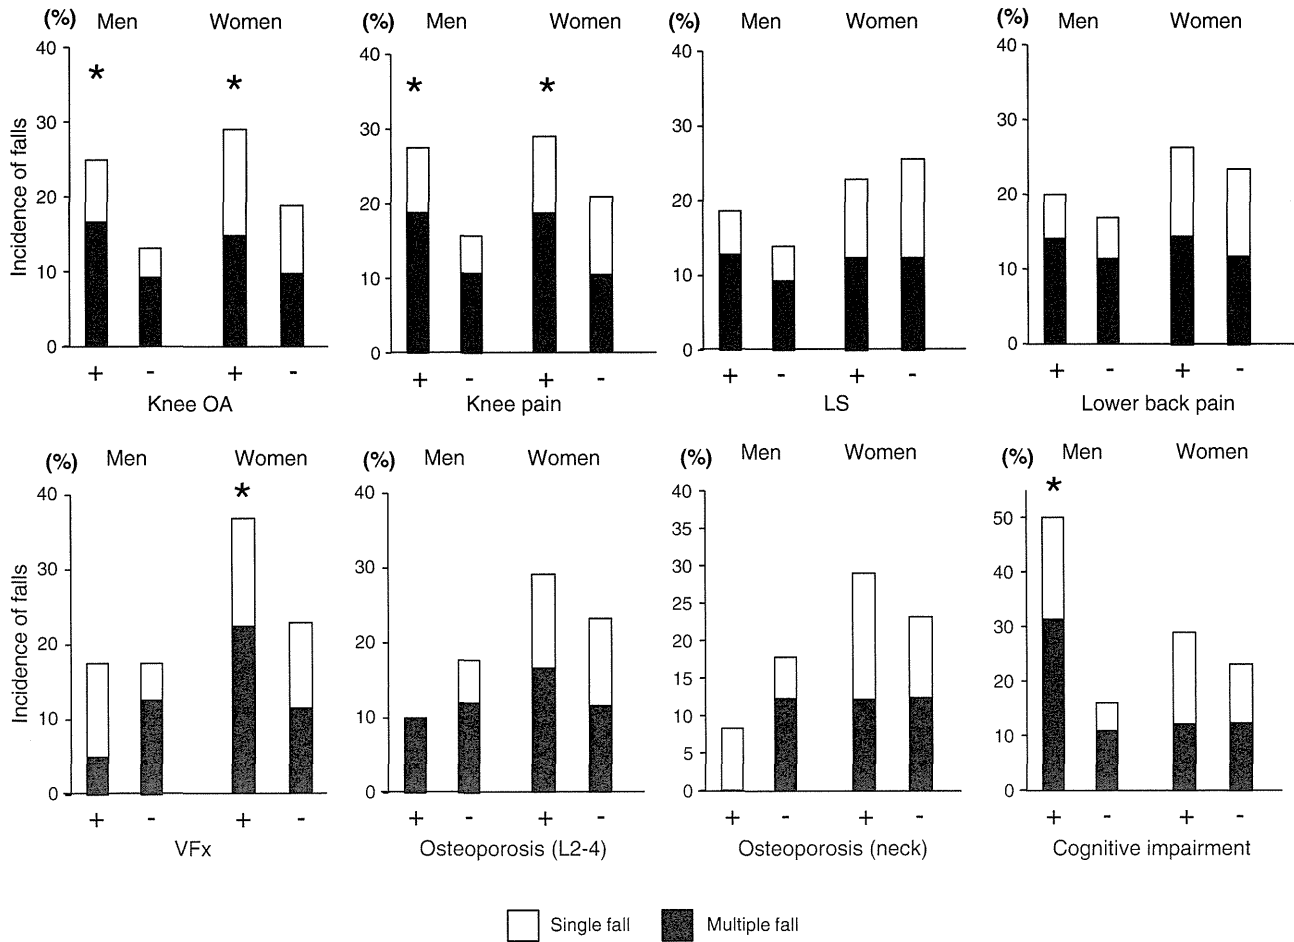 (%) Men Women
Incidence of falls
40
30
20
10
0
*
*
+ - + -
Knee OA
(%) Men Women
40
30
20
10
0
*
*
+ - + -
Knee pain
(%) Men Women
40
30
20
10
0
+ - + -
LS
(%) Men Women
40
30
20
10
0
+ - + -
Lower back pain
(%) Men Women
Incidence of falls
40
30
20
10
0
*
+ - + -
VFx
(%) Men Women
40
30
20
10
0
+ - + -
Osteoporosis (L2-4)
(%) Men Women
40
35
30
25
20
15
10
5
0
+ - + -
Osteoporosis (neck)
(%) Men Women
*
50
40
30
20
10
0
+ - + -
Cognitive impairment
Single fall Multiple fall